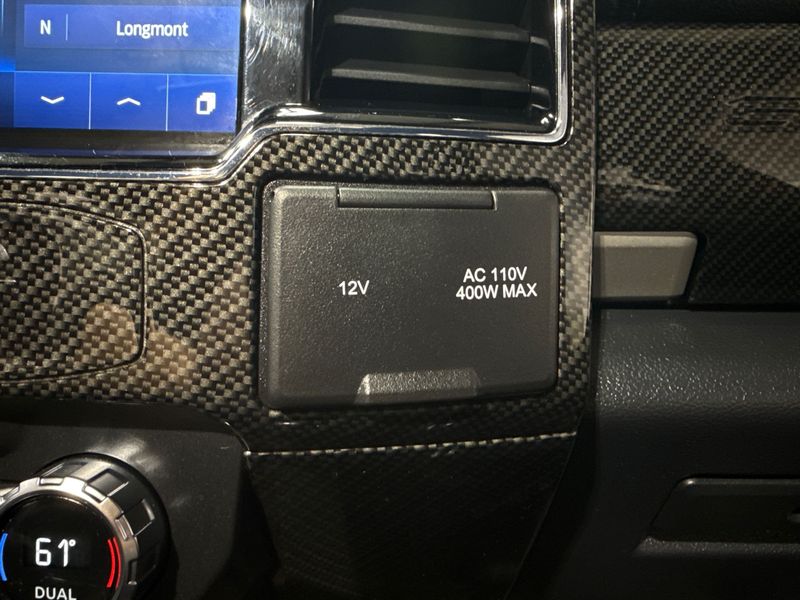 N Longmont
12V
AC 110V
400W MAX
61°
DUAL